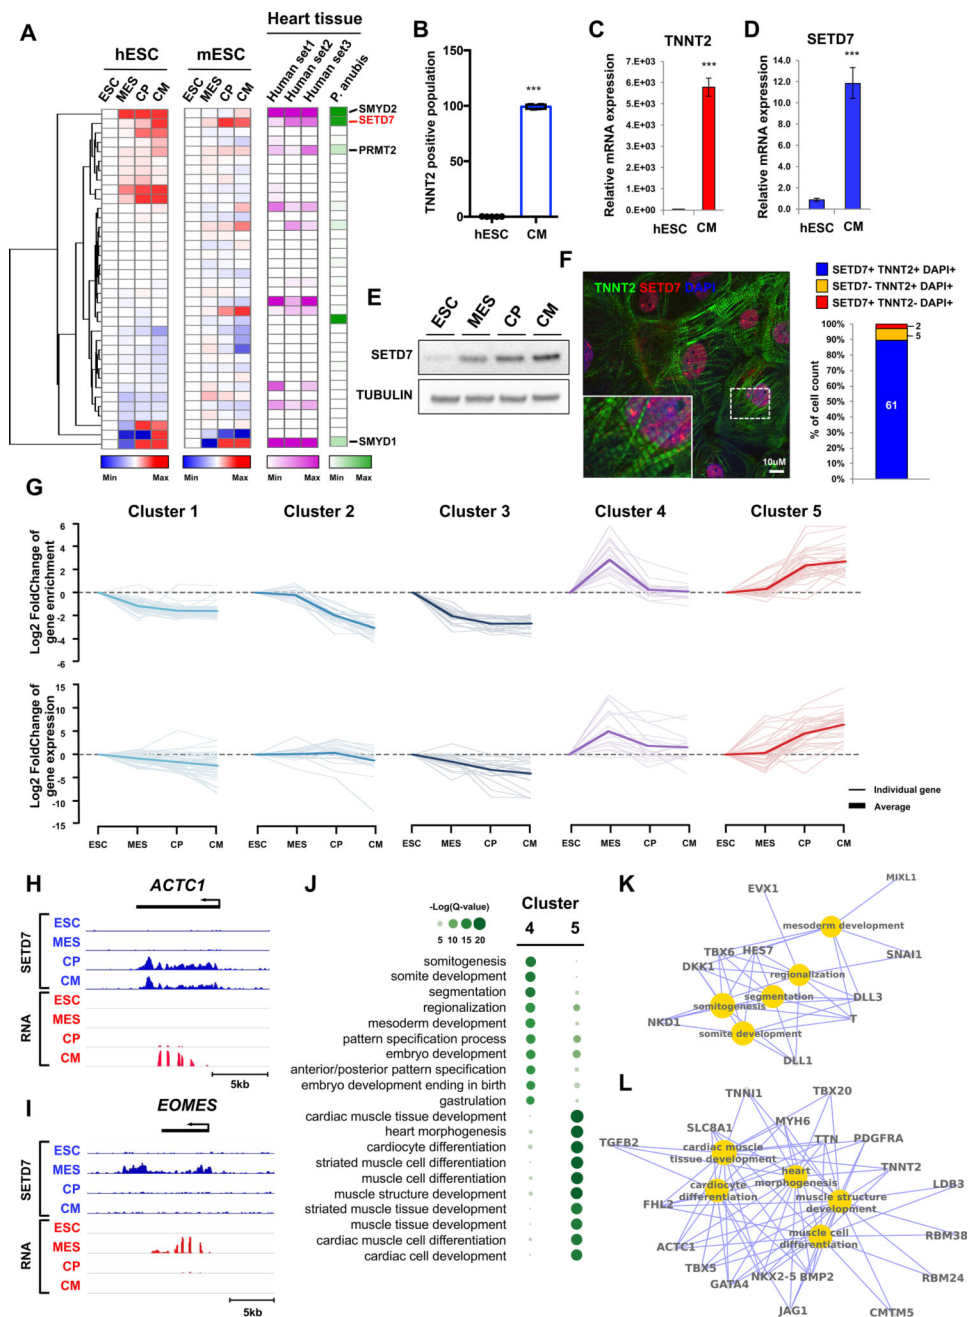 A
hESC
mESC
Heart tissue
ESC
MES
CP
CM
ESC
MES
CP
CM
Human set1
Human set2
Human set3
P. anubis
SMYD2
SETD7
PRMT2
SMYD1
Min Max
Min Max
Min Max
Min Max
B
TNNT2 positive population
150
100
50
0
***
hESC CM
C
TNNT2
Relative mRNA expression
7.E+03
6.E+03
5.E+03
4.E+03
3.E+03
2.E+03
1.E+03
0.E+00
***
hESC CM
D
SETD7
Relative mRNA expression
14.0
12.0
10.0
8.0
6.0
4.0
2.0
0.0
***
hESC CM
E
ESC
MES
CP
CM
SETD7
TUBULIN
F
TNNT2 SETD7 DAPI
10uM
SETD7+ TNNT2+ DAPI+
SETD7- TNNT2+ DAPI+
SETD7+ TNNT2- DAPI+
% of cell count
100%
90%
80%
70%
60%
50%
40%
30%
20%
10%
0%
2
5
61
G
Cluster 1
Cluster 2
Cluster 3
Cluster 4
Cluster 5
Log2 FoldChange of
gene enrichment
6
4
2
0
-2
-4
-6
Log2 FoldChange of
gene expression
15
10
5
0
-5
-10
-15
ESC MES CP CM
ESC MES CP CM
ESC MES CP CM
ESC MES CP CM
ESC MES CP CM
Individual gene
Average
H
ACTC1
SETD7
ESC
MES
CP
CM
RNA
ESC
MES
CP
CM
5kb
I
EOMES
SETD7
ESC
MES
CP
CM
RNA
ESC
MES
CP
CM
5kb
J
-Log(Q-value)
5 10 15 20
Cluster
4 5
somitogenesis
somite development
segmentation
regionalization
mesoderm development
pattern specification process
embryo development
anterior/posterior pattern specification
embryo development ending in birth
gastrulation
cardiac muscle tissue development
heart morphogenesis
cardiocyte differentiation
striated muscle cell differentiation
muscle cell differentiation
muscle structure development
striated muscle tissue development
muscle tissue development
cardiac muscle cell differentiation
cardiac cell development
K
MIXL1
EVX1
mesoderm development
TBX6
HES7
SNAI1
DKK1
regionalization
segmentation
DLL3
somitogenesis
NKD1
T
somite development
DLL1
L
TNNI1
TBX20
SLC8A1
MYH6
TGFB2
TTN
PDGFRA
cardiac muscle
tissue development
heart
morphogenesis
TNNT2
cardiocyte
differentiation
LDB3
muscle structure
development
FHL2
muscle cell
differentiation
RBM38
ACTC1
TBX5
NKX2-5
BMP2
RBM24
GATA4
JAG1
CMTM5